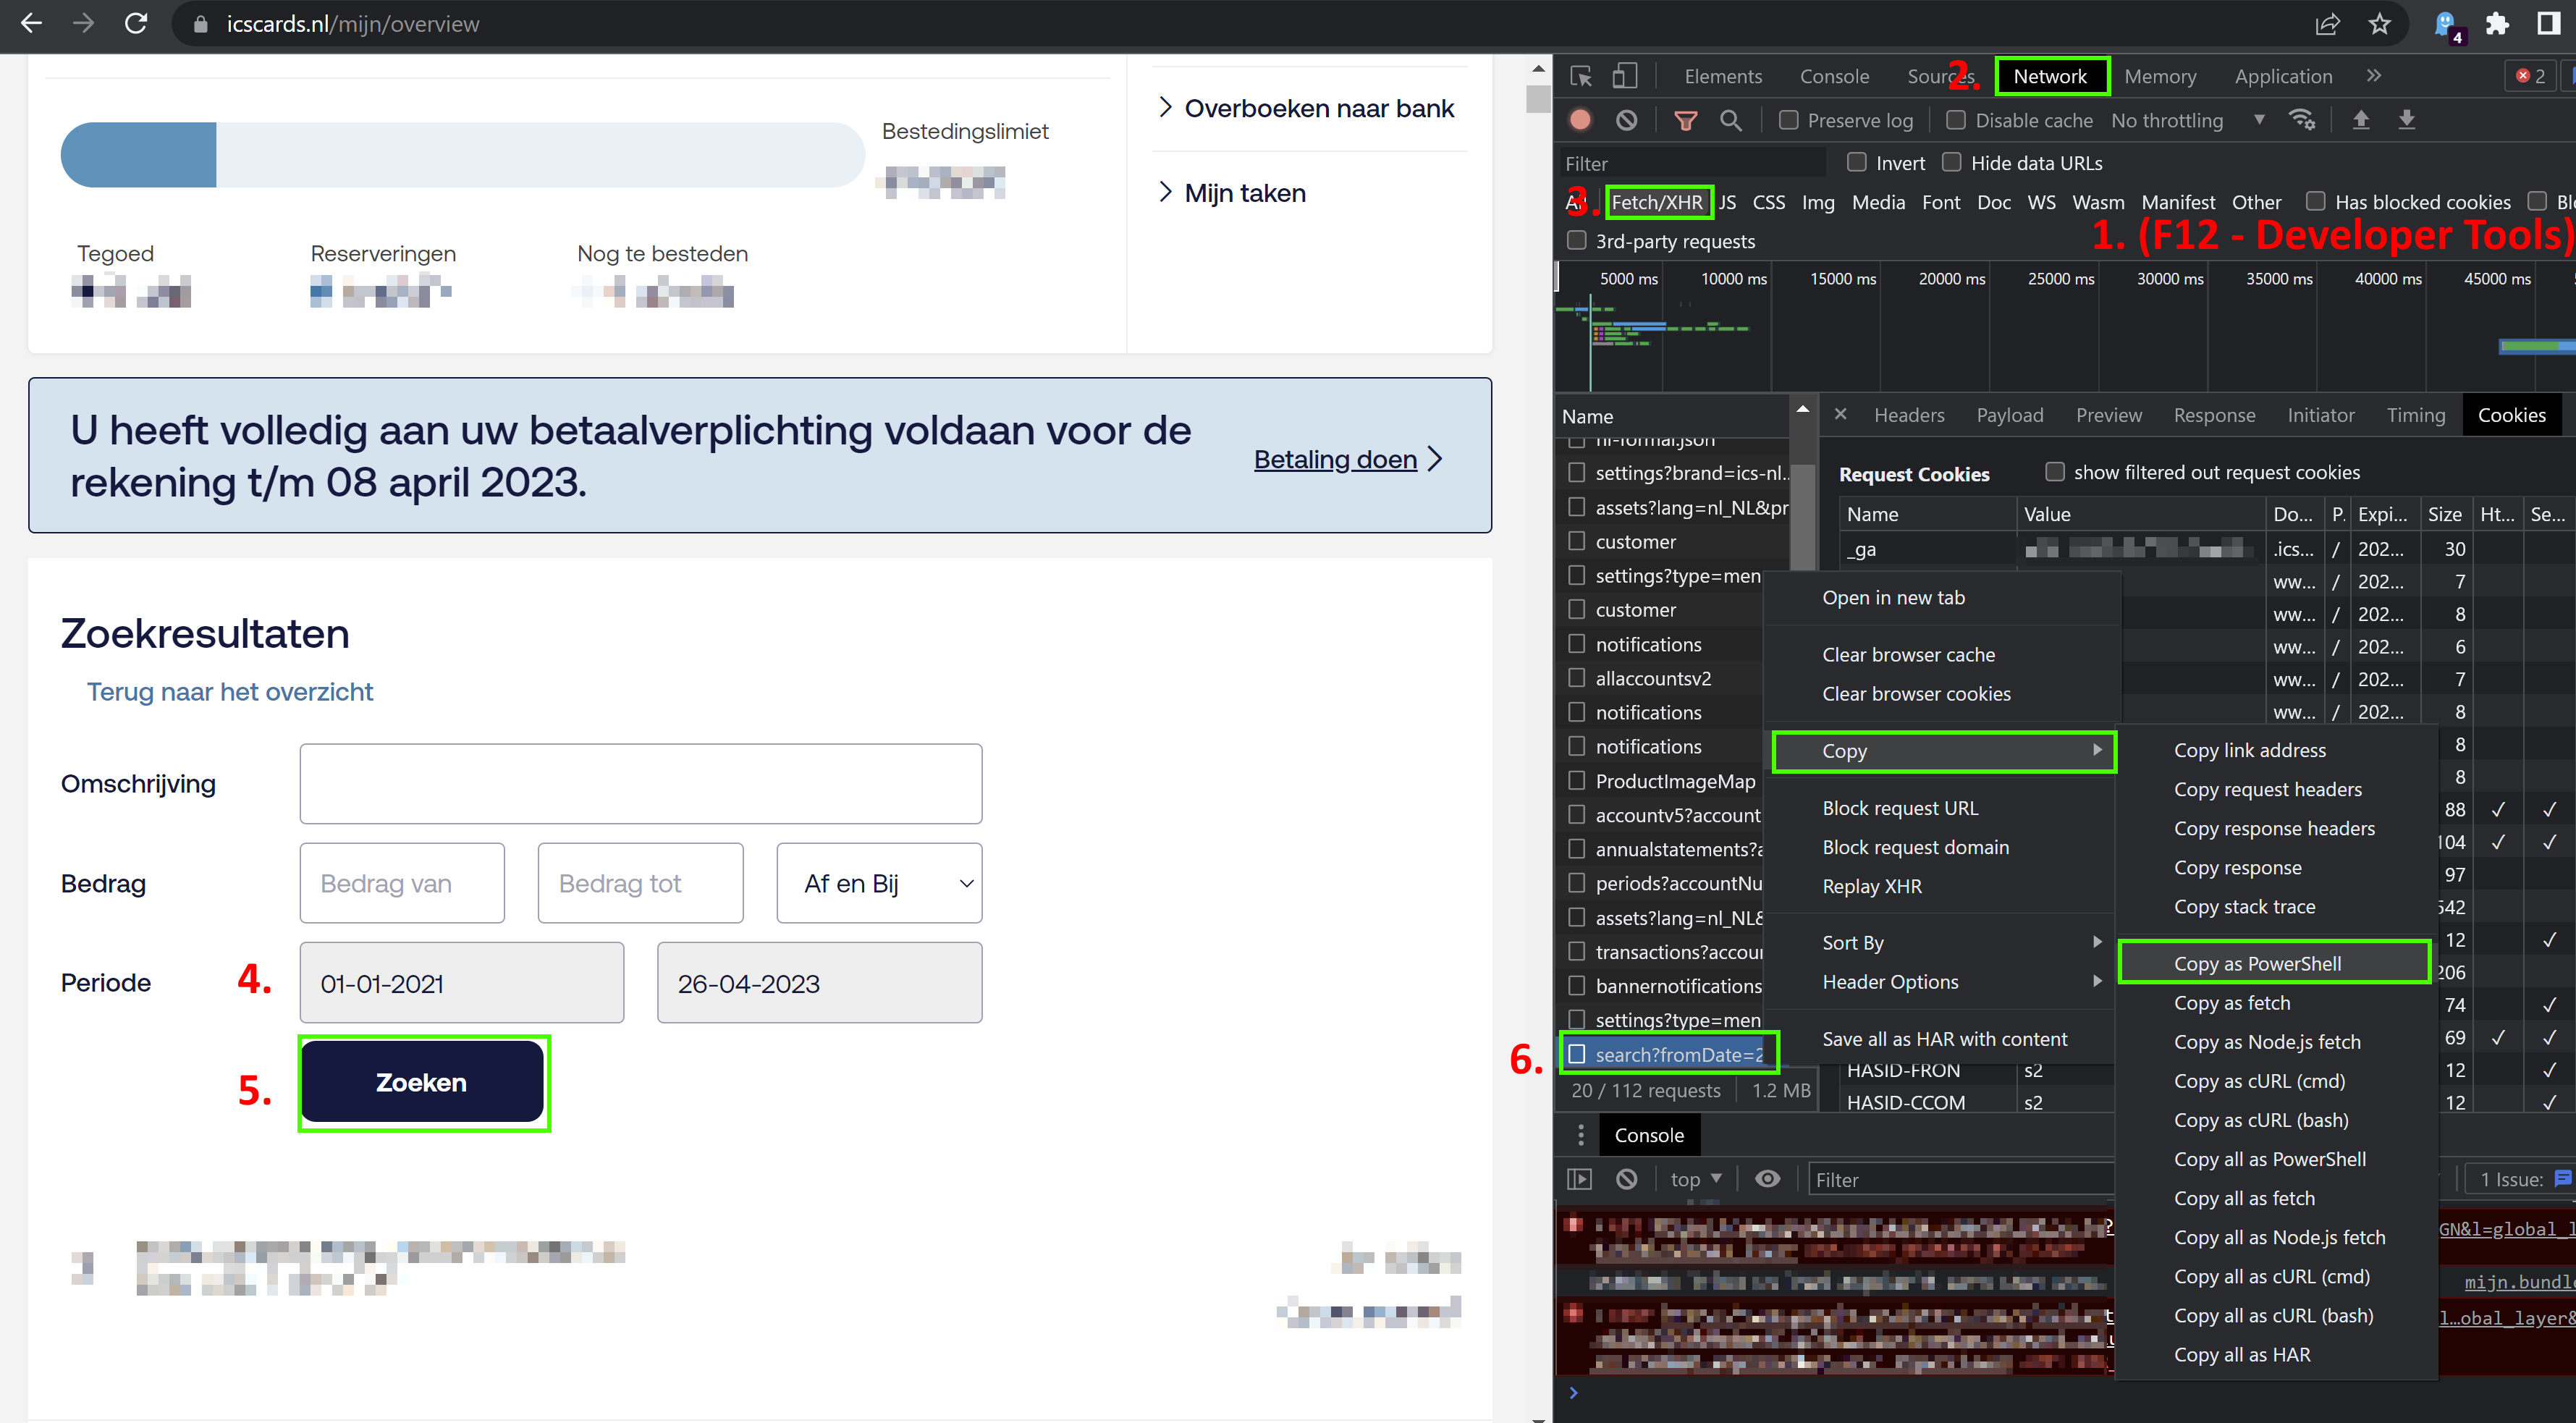 icscards.nl/mijn/overview
4
Bestedingslimiet
Tegoed
Reserveringen
Nog te besteden
Overboeken naar bank
Mijn taken
U heeft volledig aan uw betaalverplichting voldaan voor de
rekening t/m 08 april 2023.
Betaling doen
Zoekresultaten
Terug naar het overzicht
Omschrijving
Bedrag
Bedrag van
Bedrag tot
Af en Bij
Periode
4.
01-01-2021
26-04-2023
5.
Zoeken
Elements
Console
Sources
2.
Network
Memory
Application
2
Preserve log
Disable cache
No throttling
Filter
Invert
Hide data URLs
3.
Fetch/XHR
JS
CSS
Img
Media
Font
Doc
WS
Wasm
Manifest
Other
Has blocked cookies
3rd-party requests
1. (F12 - Developer Tools)
5000 ms
10000 ms
15000 ms
20000 ms
25000 ms
30000 ms
35000 ms
40000 ms
45000 ms
Name
nl-formal.json
settings?brand=ics-nl...
assets?lang=nl_NL&pr
customer
settings?type=men
customer
notifications
allaccountsv2
notifications
notifications
ProductImageMap
accountv5?account
annualstatements?a
periods?accountNu
assets?lang=nl_NL&
transactions?accoun
bannernotifications
settings?type=men
6.
search?fromDate=2
20 / 112 requests
1.2 MB
Headers
Payload
Preview
Response
Initiator
Timing
Cookies
Request Cookies
show filtered out request cookies
Name
Value
Do...
P.
Expi...
Size
Ht...
Se...
_ga
.ics...
/
202...
30
ww...
/
202...
7
ww...
/
202...
8
ww...
/
202...
6
ww...
/
202...
7
ww...
/
202...
8
8
8
88 ✓ ✓
104 ✓ ✓
97
542
12 ✓
206
74 ✓
69 ✓ ✓
HASID-FRON
s2
12 ✓
HASID-CCOM
s2
12 ✓
Open in new tab
Clear browser cache
Clear browser cookies
Copy
Block request URL
Block request domain
Replay XHR
Sort By
Header Options
Save all as HAR with content
Copy link address
Copy request headers
Copy response headers
Copy response
Copy stack trace
Copy as PowerShell
Copy as fetch
Copy as Node.js fetch
Copy as cURL (cmd)
Copy as cURL (bash)
Copy all as PowerShell
Copy all as fetch
Copy all as Node.js fetch
Copy all as cURL (cmd)
Copy all as cURL (bash)
Copy all as HAR
Console
top
Filter
1 Issue:
GN&l=global_l
mijn.bundle
l…obal_layer&